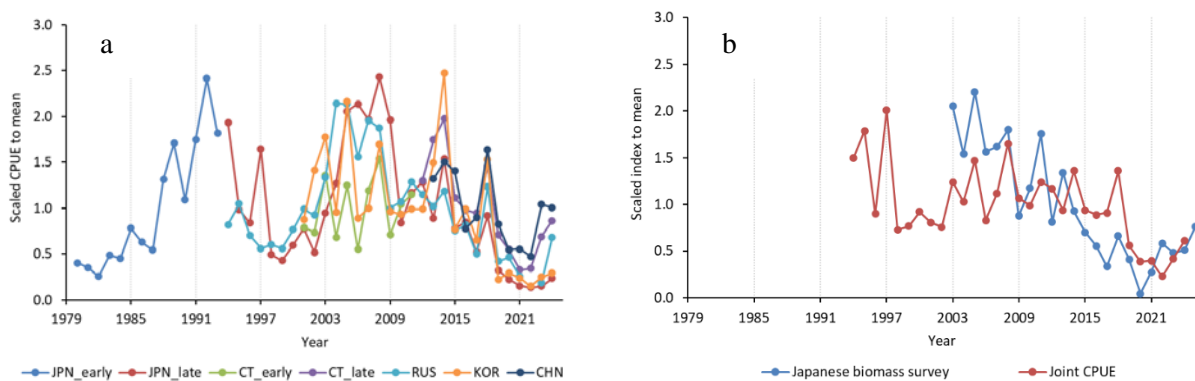 a
Scaled CPUE to mean
3.0
2.5
2.0
1.5
1.0
0.5
0.0
1979 1985 1991 1997 2003 2009 2015 2021
Year
JPN_early JPN_late CT_early CT_late RUS KOR CHN
b
Scaled index to mean
3.0
2.5
2.0
1.5
1.0
0.5
0.0
1979 1985 1991 1997 2003 2009 2015 2021
Year
Japanese biomass survey Joint CPUE